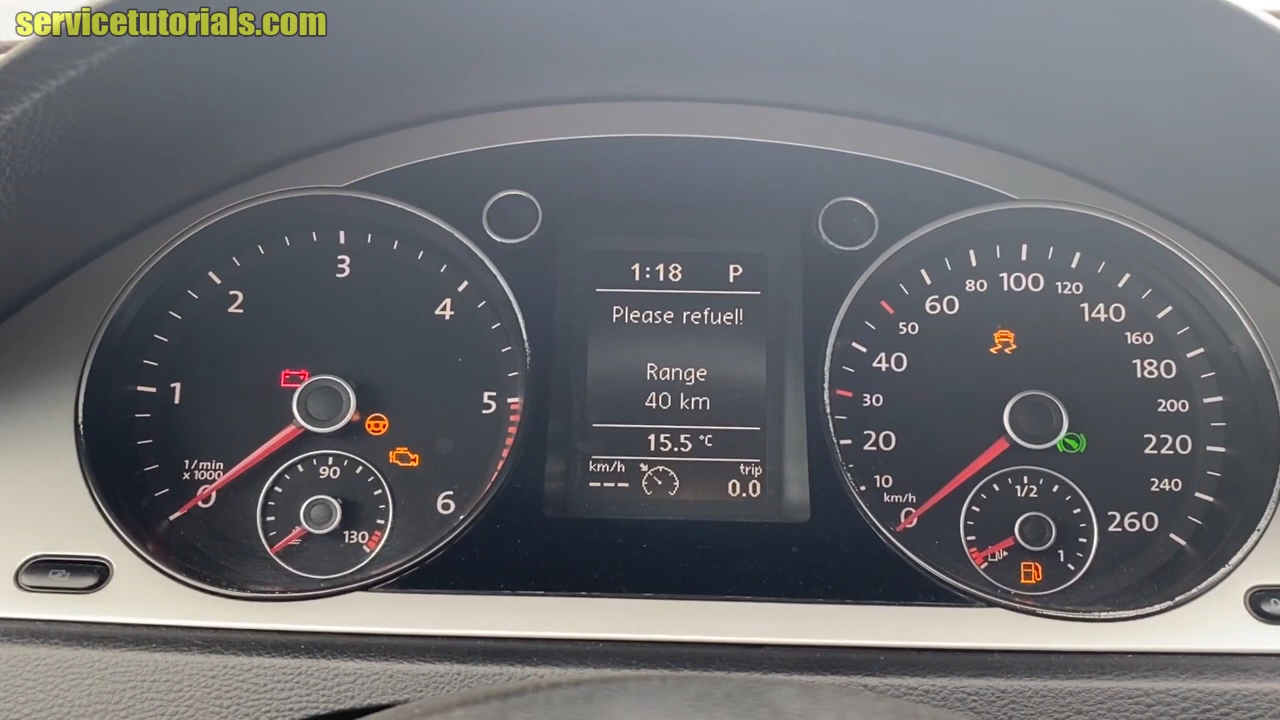 servicetutorials.com
1:18 P
Please refuel!
Range
40 km
15.5 °C
km/h trip
--- 0.0
0
1
2
3
4
5
6
1/min
x 1000
90
130
0
10
20
30
40
50
60
80
100
120
140
160
180
200
220
240
260
km/h
1/2
1